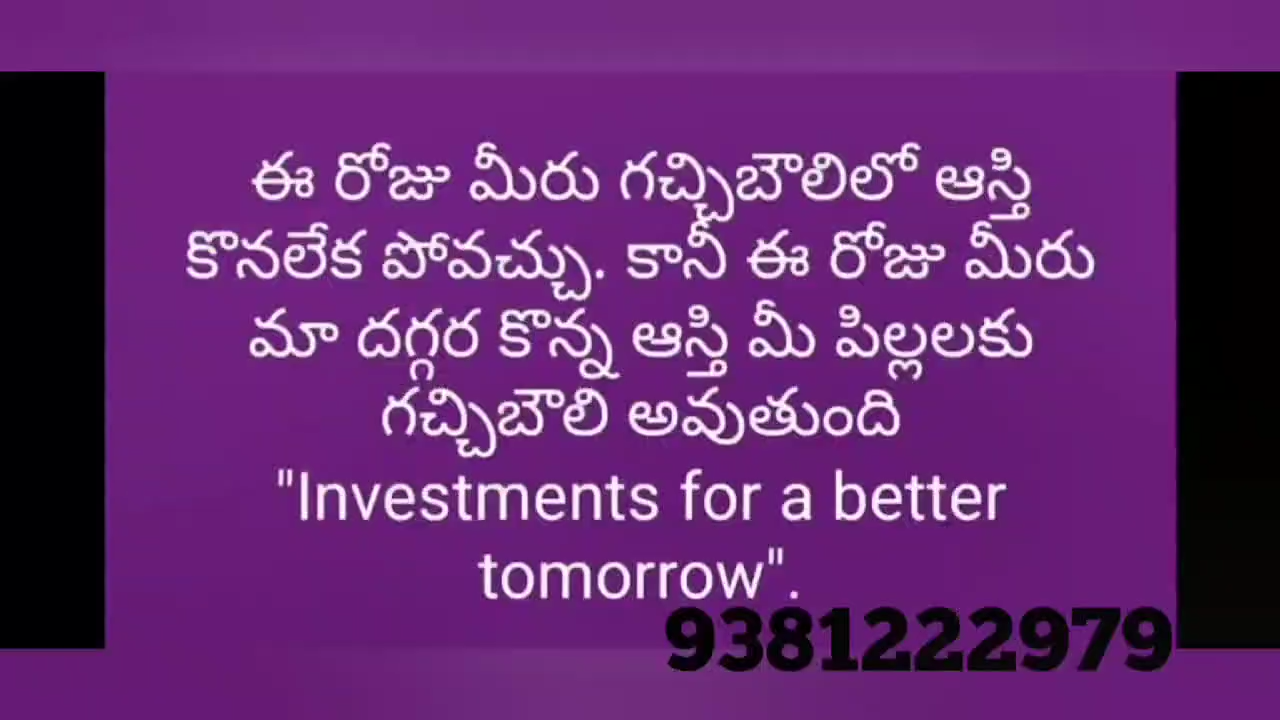 ఈ రోజు మీరు గచ్చిబౌలిలో ఆస్తి
కొనలేక పోవచ్చు. కానీ ఈ రోజు మీరు
మా దగ్గర కొన్న ఆస్తి మీ పిల్లలకు
గచ్చిబౌలి అవుతుంది
"Investments for a better
tomorrow".
9381222979